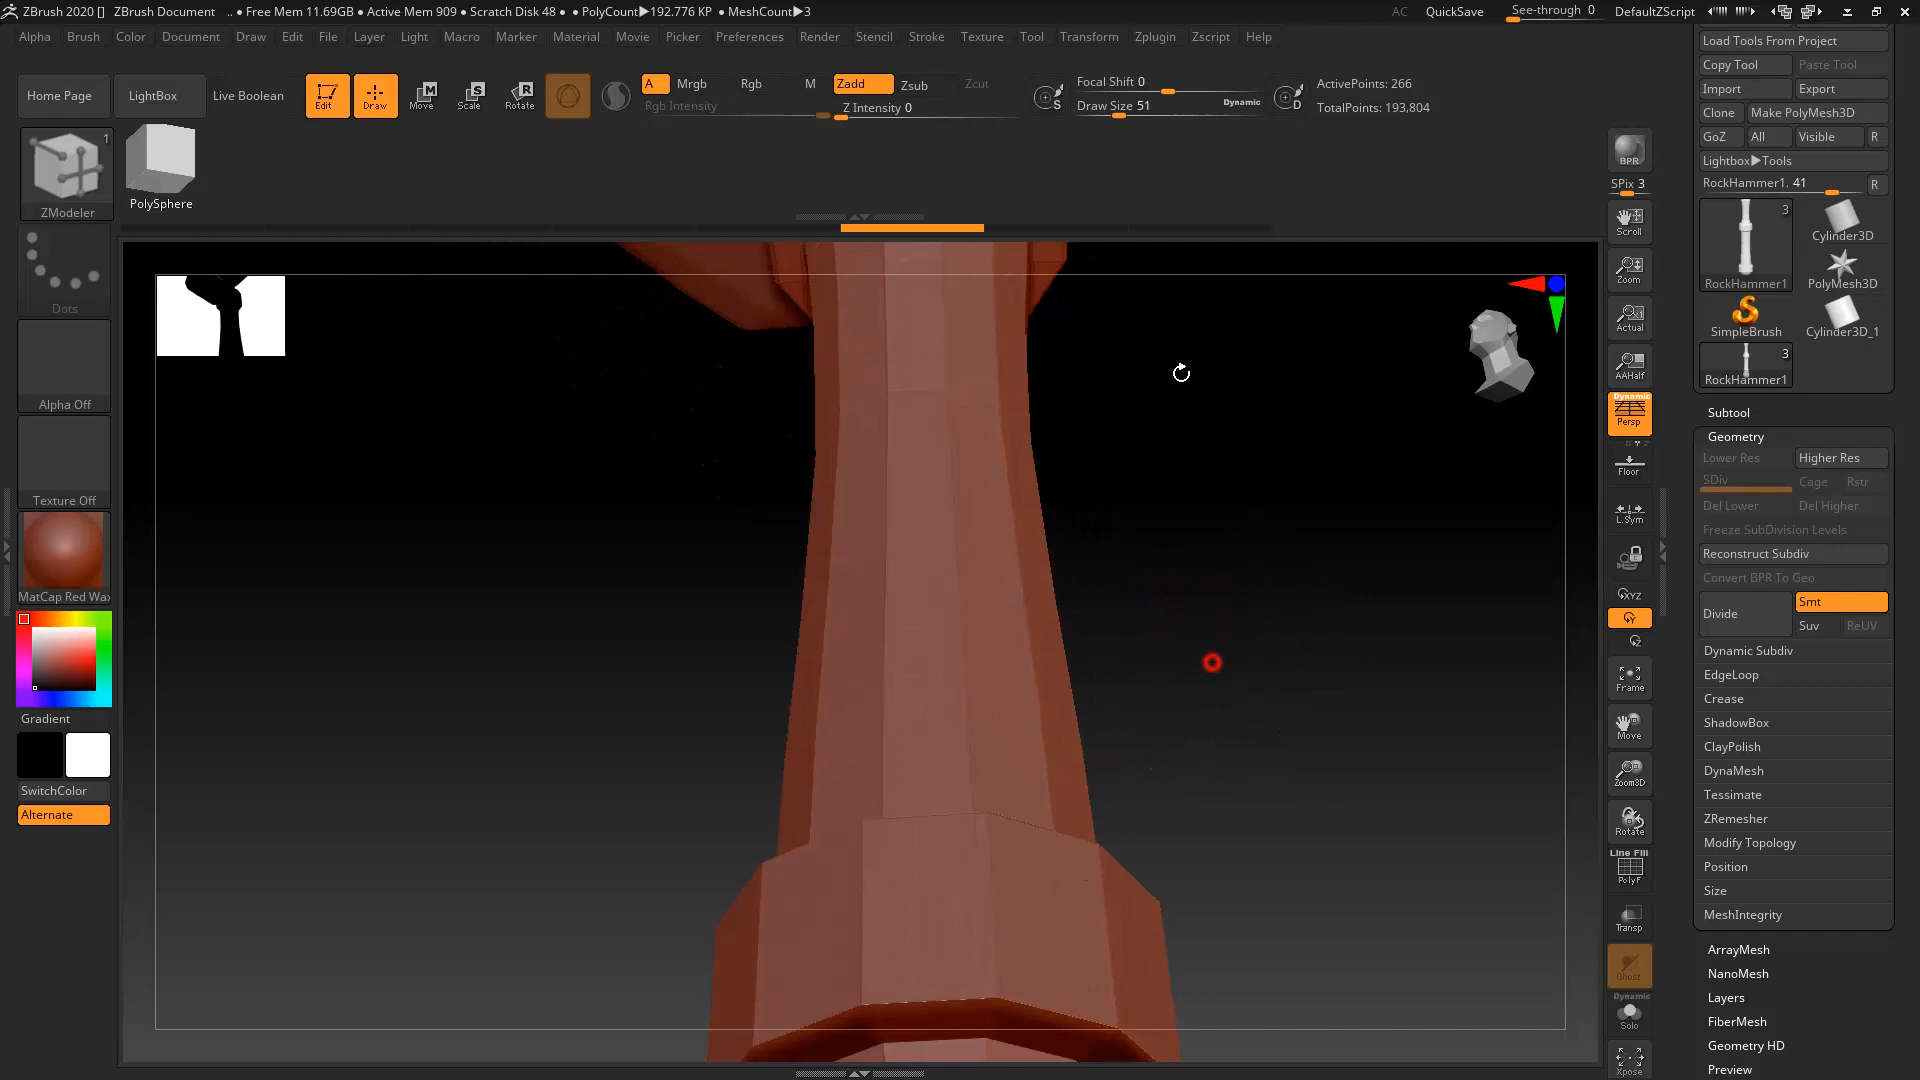 ZBrush 2020 [] ZBrush Document .. • Free Mem 11.69GB • Active Mem 909 • Scratch Disk 48 • • PolyCount▶192.776 KP • MeshCount▶3 AC QuickSave See-through 0 DefaultZScript
Alpha Brush Color Document Draw Edit File Layer Light Macro Marker Material Movie Picker Preferences Render Stencil Stroke Texture Tool Transform Zplugin Zscript Help
Load Tools From Project
Copy Tool Paste Tool
Import Export
Clone Make PolyMesh3D
GoZ All Visible R
Lightbox▶Tools
RockHammer1. 41 R
Home Page LightBox Live Boolean Edit Draw Move Scale Rotate
M S R
A Mrgb Rgb M Zadd Zsub Zcut
Rgb Intensity Z Intensity 0
S Focal Shift 0
Draw Size 51 Dynamic D
ActivePoints: 266
TotalPoints: 193,804
1
ZModeler
PolySphere
Dots
Alpha Off
Texture Off
MatCap Red Wax
Gradient
SwitchColor
Alternate
BPR
SPix 3
Scroll
Zoom
Actual
AAHalf
Dynamic
Persp
Floor
L.Sym
XYZ
Y
Z
Frame
Move
Zoom3D
Rotate
Line Fill
PolyF
Transp
Ghost
Dynamic
Solo
Xpose
3
RockHammer1
Cylinder3D
PolyMesh3D
SimpleBrush
Cylinder3D_1
3
RockHammer1
Subtool
Geometry
Lower Res Higher Res
SDiv Cage Rstr
Del Lower Del Higher
Freeze SubDivision Levels
Reconstruct Subdiv
Convert BPR To Geo
Divide Smt
Suv ReUV
Dynamic Subdiv
EdgeLoop
Crease
ShadowBox
ClayPolish
DynaMesh
Tessimate
ZRemesher
Modify Topology
Position
Size
MeshIntegrity
ArrayMesh
NanoMesh
Layers
FiberMesh
Geometry HD
Preview